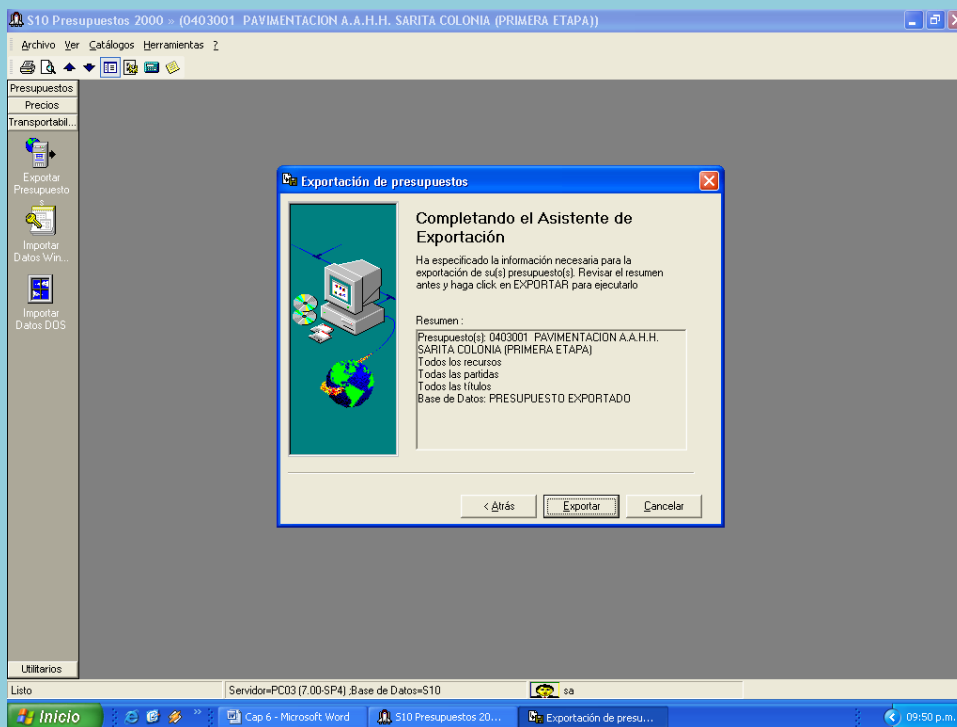 S10 Presupuestos 2000 » (0403001 PAVIMENTACION A.A.H.H. SARITA COLONIA (PRIMERA ETAPA))
Archivo Ver Catálogos Herramientas ?
Presupuestos
Precios
Transportabil...
Exportar
Presupuesto
s
Importar
Datos Win...
Importar
Datos DOS
Exportación de presupuestos
Completando el Asistente de
Exportación
Ha especificado la información necesaria para la
exportación de su(s) presupuesto(s). Revisar el resumen
antes y haga click en EXPORTAR para ejecutarlo
Resumen :
Presupuesto(s): 0403001 PAVIMENTACION A.A.H.H.
SARITA COLONIA (PRIMERA ETAPA)
Todos los recursos
Todas las partidas
Todos las títulos
Base de Datos: PRESUPUESTO EXPORTADO
< Atrás Exportar Cancelar
Utilitarios
Listo Servidor=PC03 (7.00-SP4) ;Base de Datos=S10 sa
Inicio » Cap 6 - Microsoft Word S10 Presupuestos 20... Exportación de presu... 09:50 p.m.